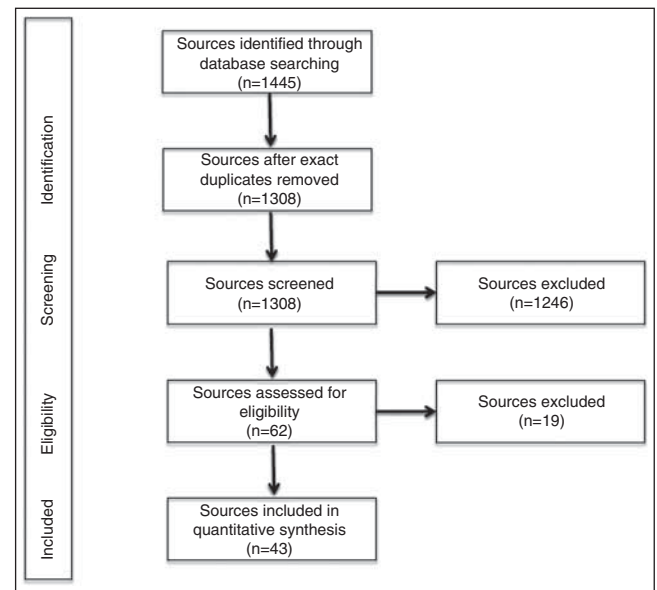 Sources identified through
database searching
(n=1445)
Identification
Sources after exact
duplicates removed
(n=1308)
Screening
Sources screened
(n=1308)
Sources excluded
(n=1246)
Eligibility
Sources assessed for
eligibility
(n=62)
Sources excluded
(n=19)
Included
Sources included in
quantitative synthesis
(n=43)